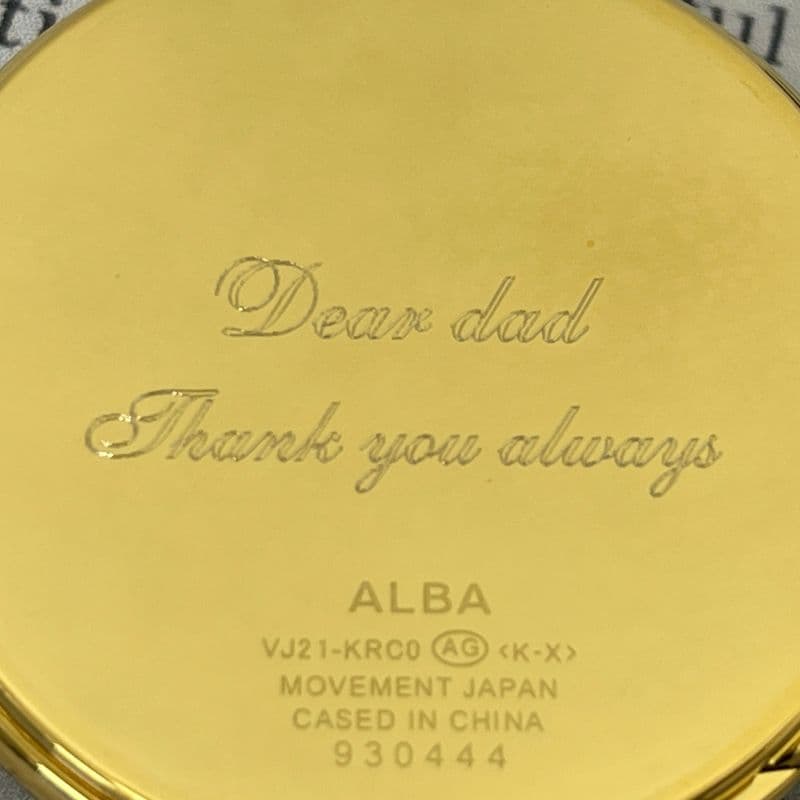 Dear dad
Thank you always
ALBA
VJ21-KRC0 AG <K-X>
MOVEMENT JAPAN
CASED IN CHINA
930444